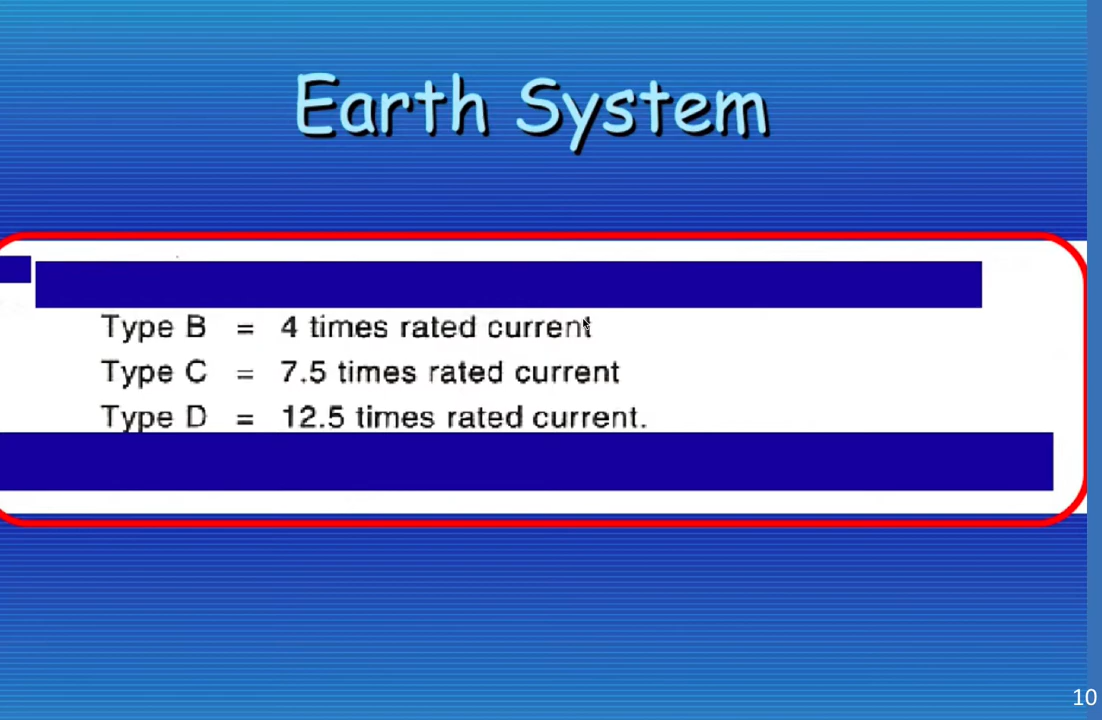 Earth System
Type B = 4 times rated current
Type C = 7.5 times rated current
Type D = 12.5 times rated current.
10